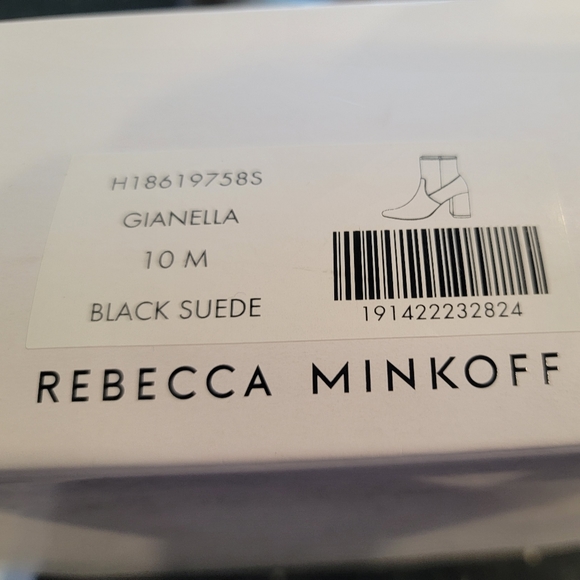 H18619758S
GIANELLA
10 M
BLACK SUEDE
191422232824
REBECCA MINKOFF